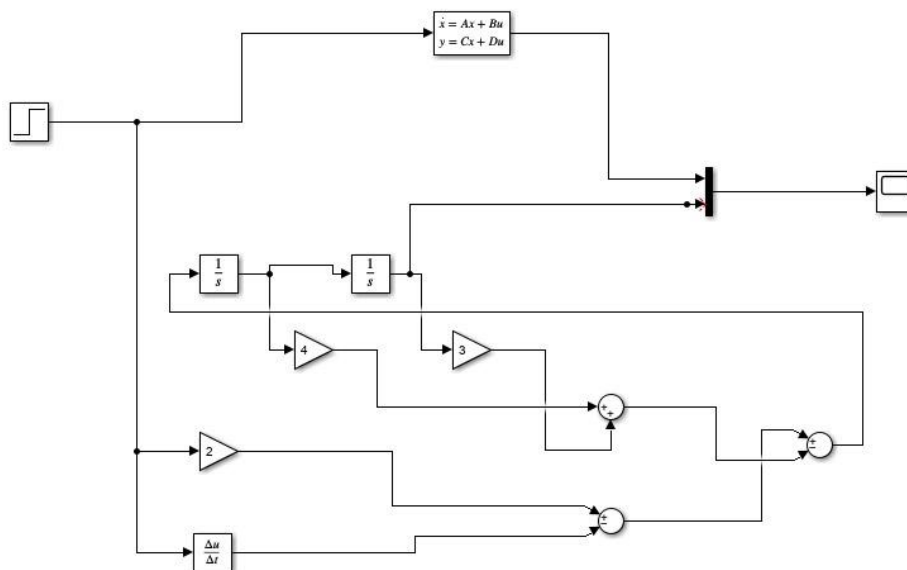 ẋ = Ax + Bu
y = Cx + Du
1
s
1
s
4
3
+
+
+
−
2
+
−
Δu
Δt